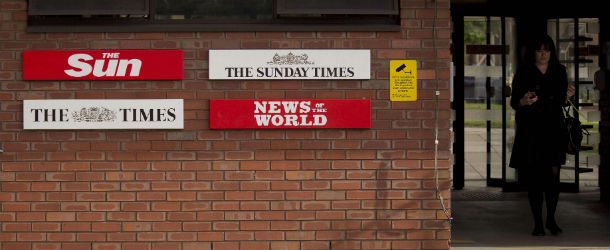 THE
Sun
THE SUNDAY TIMES
THE TIMES
NEWS OF THE
WORLD